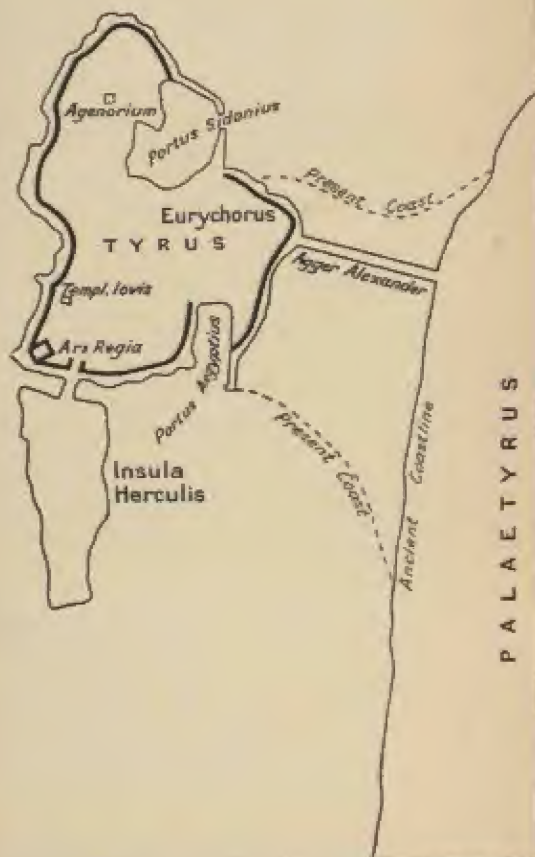 Agenorium
Portus Sidonius
Present Coast
Eurychorus
TYRUS
Agger Alexander
Templ. Iovis
Arx Regia
Portus Aegyptius
Present Coast
Ancient Coastline
Insula
Herculis
PALAETYRUS